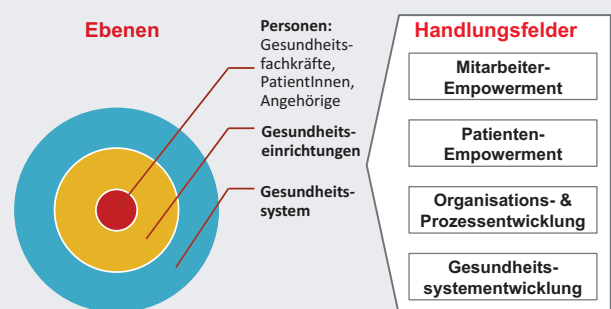 Ebenen
Personen:
Gesundheits-
fachkräfte,
PatientInnen,
Angehörige
Gesundheits-
einrichtungen
Gesundheits-
system
Handlungsfelder
Mitarbeiter-
Empowerment
Patienten-
Empowerment
Organisations- &
Prozessentwicklung
Gesundheits-
systementwicklung